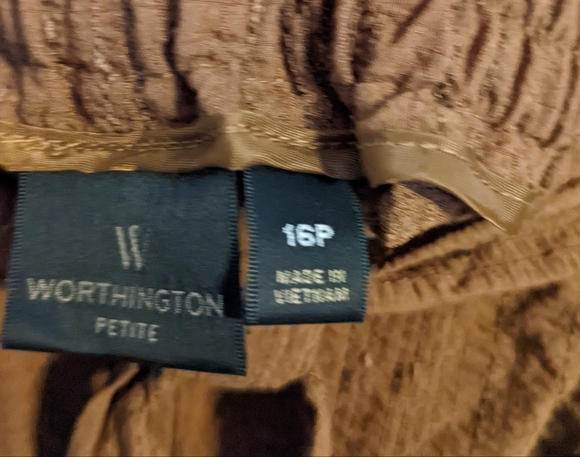 W
WORTHINGTON
PETITE
16P
MADE IN
VIETNAM